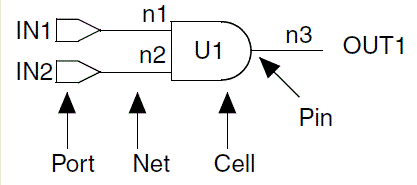 IN1
n1
IN2
n2
U1
n3
OUT1
Pin
Port
Net
Cell